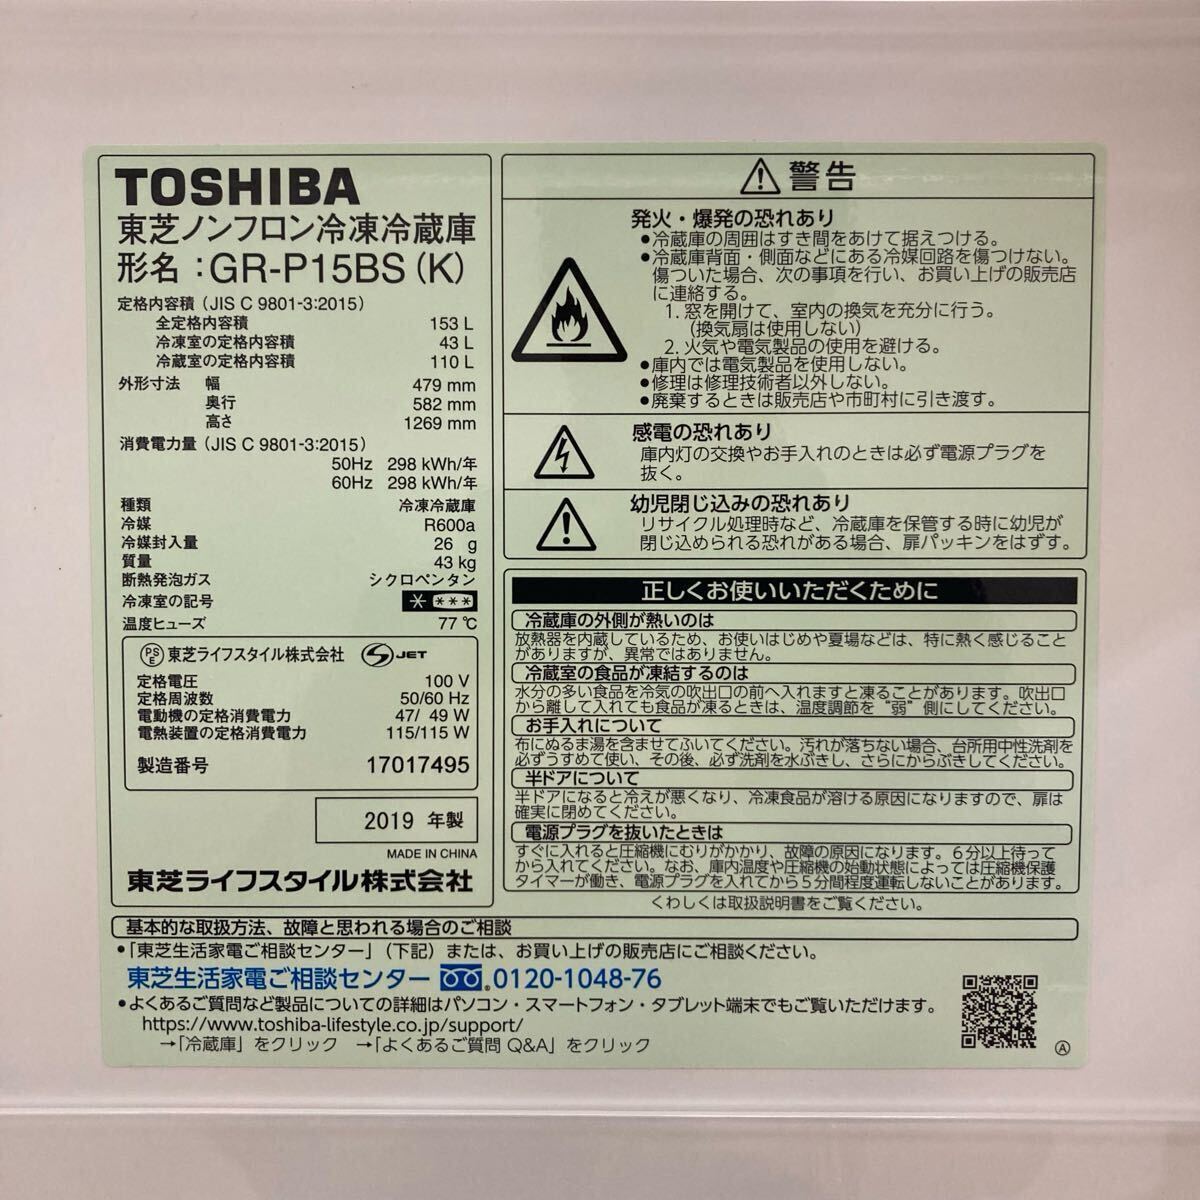 TOSHIBA
東芝ノンフロン冷凍冷蔵庫
形名：GR-P15BS (K)
定格内容積 (JIS C 9801-3:2015)
全定格内容積 153 L
冷凍室の定格内容積 43 L
冷蔵室の定格内容積 110 L
外形寸法 幅 479 mm
奥行 582 mm
高さ 1269 mm
消費電力量 (JIS C 9801-3:2015)
50Hz 298 kWh/年
60Hz 298 kWh/年
種類 冷凍冷蔵庫
冷媒 R600a
冷媒封入量 26 g
質量 43 kg
断熱発泡ガス シクロペンタン
冷凍室の記号
温度ヒューズ 77 ℃
PSE 東芝ライフスタイル株式会社 JET
定格電圧 100 V
定格周波数 50/60 Hz
電動機の定格消費電力 47/ 49 W
電熱装置の定格消費電力 115/115 W
製造番号 17017495
2019 年製
MADE IN CHINA
東芝ライフスタイル株式会社
警告
発火・爆発の恐れあり
●冷蔵庫の周囲はすき間をあけて据えつける。
●冷蔵庫背面・側面などにある冷媒回路を傷つけない。
傷ついた場合、次の事項を行い、お買い上げの販売店
に連絡する。
1. 窓を開けて、室内の換気を充分に行う。
(換気扇は使用しない)
2. 火気や電気製品の使用を避ける。
●庫内では電気製品を使用しない。
●修理は修理技術者以外しない。
●廃棄するときは販売店や市町村に引き渡す。
感電の恐れあり
庫内灯の交換やお手入れのときは必ず電源プラグを
抜く。
幼児閉じ込みの恐れあり
リサイクル処理時など、冷蔵庫を保管する時に幼児が
閉じ込められる恐れがある場合、扉パッキンをはずす。
正しくお使いいただくために
冷蔵庫の外側が熱いのは
放熱器を内蔵しているため、お使いはじめや夏場などは、特に熱く感じること
がありますが、異常ではありません。
冷蔵室の食品が凍結するのは
水分の多い食品を冷気の吹出口の前へ入れますと凍ることがあります。吹出口
から離して入れても食品が凍るときは、温度調節を“弱”側にしてください。
お手入れについて
布にぬるま湯を含ませてふいてください。汚れが落ちない場合、台所用中性洗剤を
必ずうすめて使い、その後、必ず洗剤を水ぶきし、さらにからぶきしてください。
半ドアについて
半ドアになると冷えが悪くなり、冷凍食品が溶ける原因になりますので、扉は
確実に閉めてください。
電源プラグを抜いたときは
すぐに入れると圧縮機にむりがかかり、故障の原因になります。6分以上待って
から入れてください。なお、庫内温度や圧縮機の始動状態によっては圧縮機保護
タイマーが働き、電源プラグを入れてから5分間程度運転しないことがあります。
くわしくは取扱説明書をご覧ください。
基本的な取扱方法、故障と思われる場合のご相談
•「東芝生活家電ご相談センター」（下記）または、お買い上げの販売店にご相談ください。
東芝生活家電ご相談センター 0120-1048-76
•よくあるご質問など製品についての詳細はパソコン・スマートフォン・タブレット端末でもご覧いただけます。
https://www.toshiba-lifestyle.co.jp/support/
→「冷蔵庫」をクリック →「よくあるご質問 Q&A」をクリック
Ⓐ